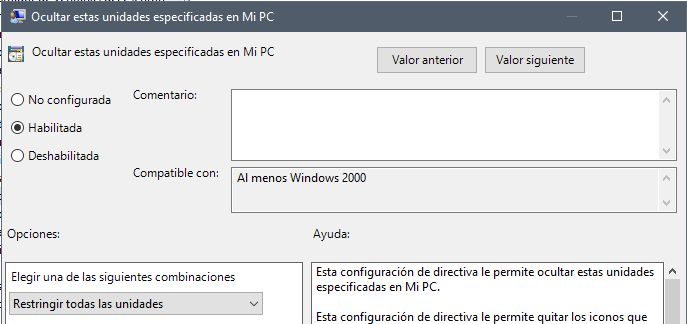 Ocultar estas unidades especificadas en Mi PC
Ocultar estas unidades especificadas en Mi PC
Valor anterior
Valor siguiente
No configurada
Comentario:
Habilitada
Deshabilitada
Compatible con:
Al menos Windows 2000
Opciones:
Ayuda:
Elegir una de las siguientes combinaciones
Restringir todas las unidades
Esta configuración de directiva le permite ocultar estas unidades
especificadas en Mi PC.
Esta configuración de directiva le permite quitar los iconos que